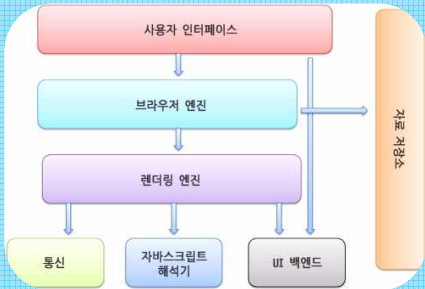 사용자 인터페이스
브라우저 엔진
자료 저장소
렌더링 엔진
통신
자바스크립트
해석기
UI 백엔드